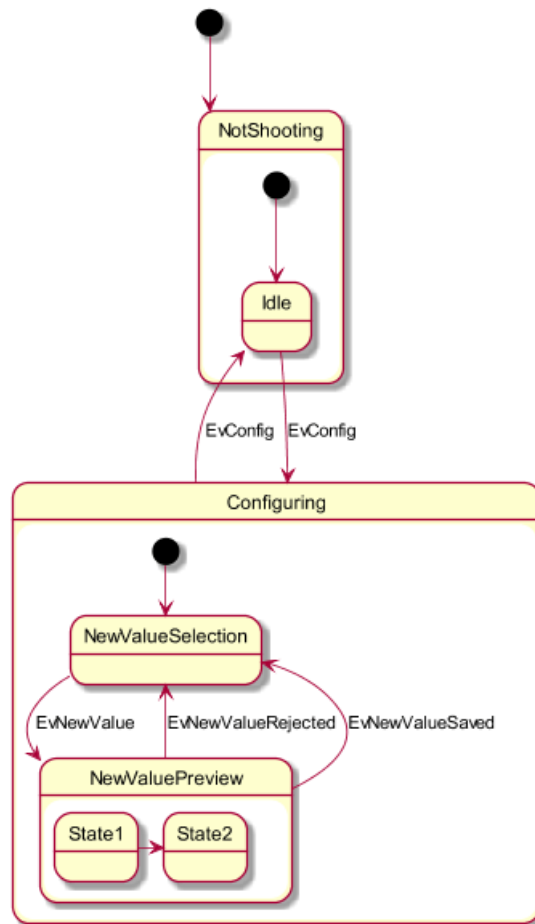 NotShooting
Idle
EvConfig
EvConfig
Configuring
NewValueSelection
EvNewValue
EvNewValueRejected
EvNewValueSaved
NewValuePreview
State1
State2